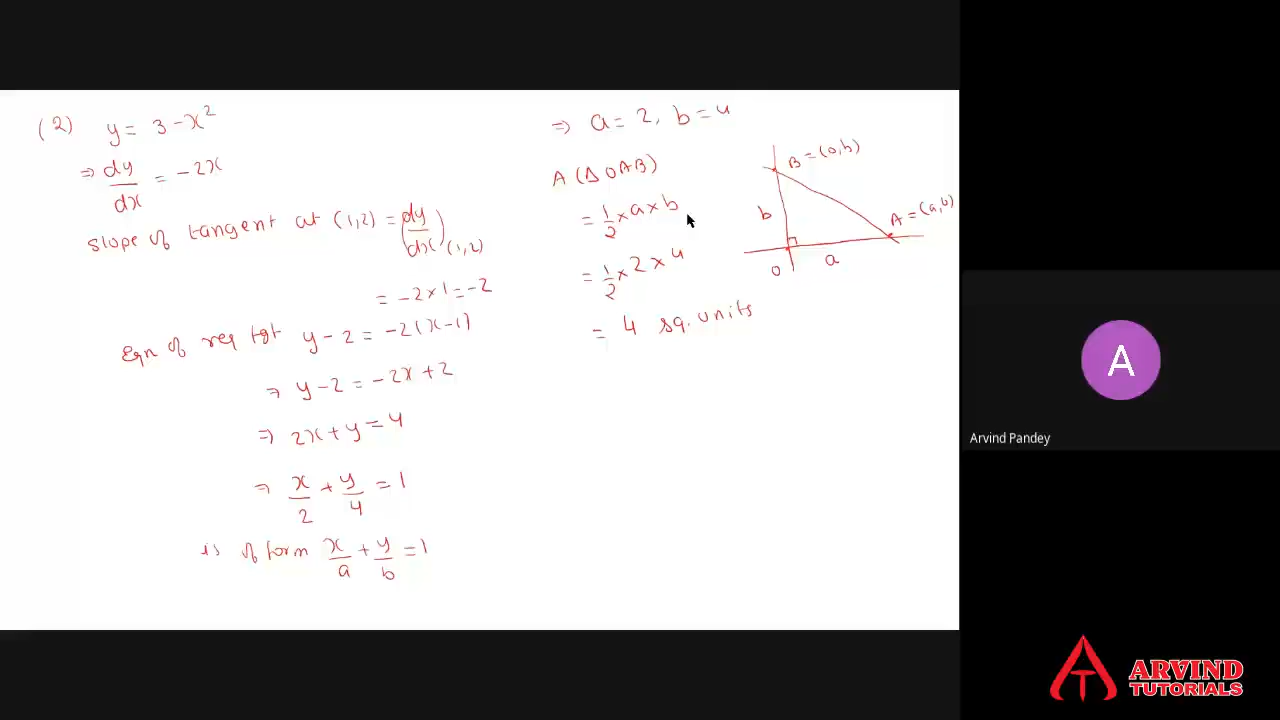 (2) y = 3 - x²
⇒ dy/dx = -2x
slope of tangent at (1,2) = (dy/dx)(1,2)
= -2×1 = -2
Eqn of req tgt y-2 = -2(x-1)
⇒ y-2 = -2x+2
⇒ 2x+y = 4
⇒ x/2 + y/4 = 1
is of form x/a + y/b = 1
⇒ a = 2, b = 4
A (Δ OAB)
= 1/2 × a × b
= 1/2 × 2 × 4
= 4 sq. units
B = (0,b)
b
A = (a,b)
O a
A
Arvind Pandey
ARVIND
TUTORIALS